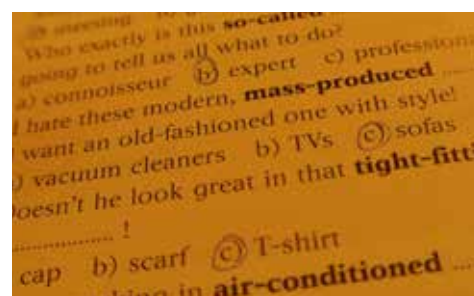 meeting
Who exactly is this so-called
going to tell us all what to do?
a) connoisseur b) expert c) profession
I hate these modern, mass-produced ......
want an old-fashioned one with style!
) vacuum cleaners b) TVs c) sofas
Doesn't he look great in that tight-fitt
.................. !
cap b) scarf c) T-shirt
in air-conditioned ....